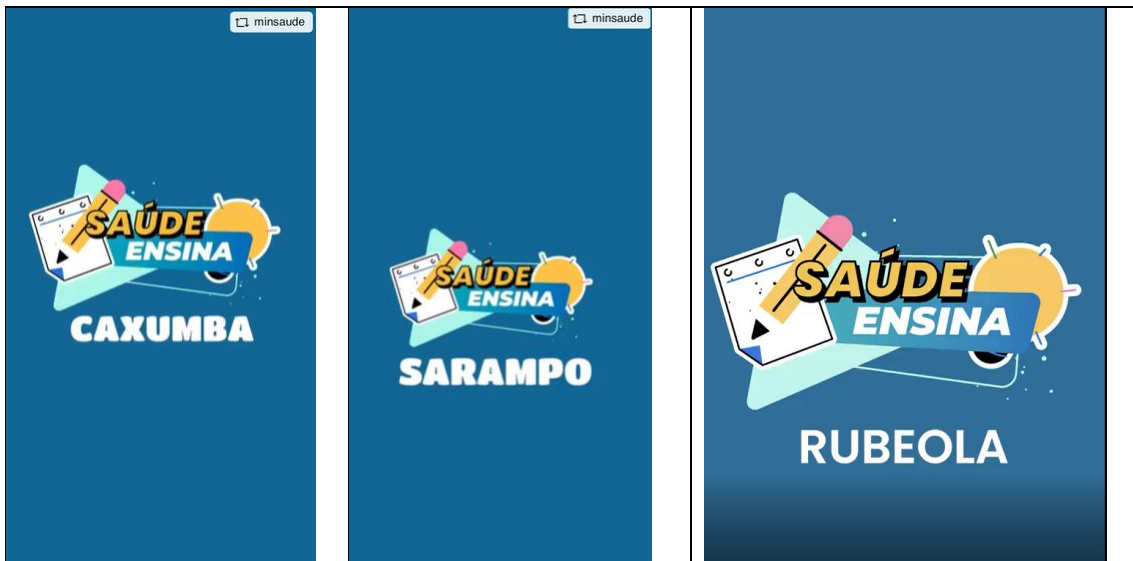 minsaude
SAÚDE
ENSINA
CAXUMBA
minsaude
SAÚDE
ENSINA
SARAMPO
SAÚDE
ENSINA
RUBEOLA